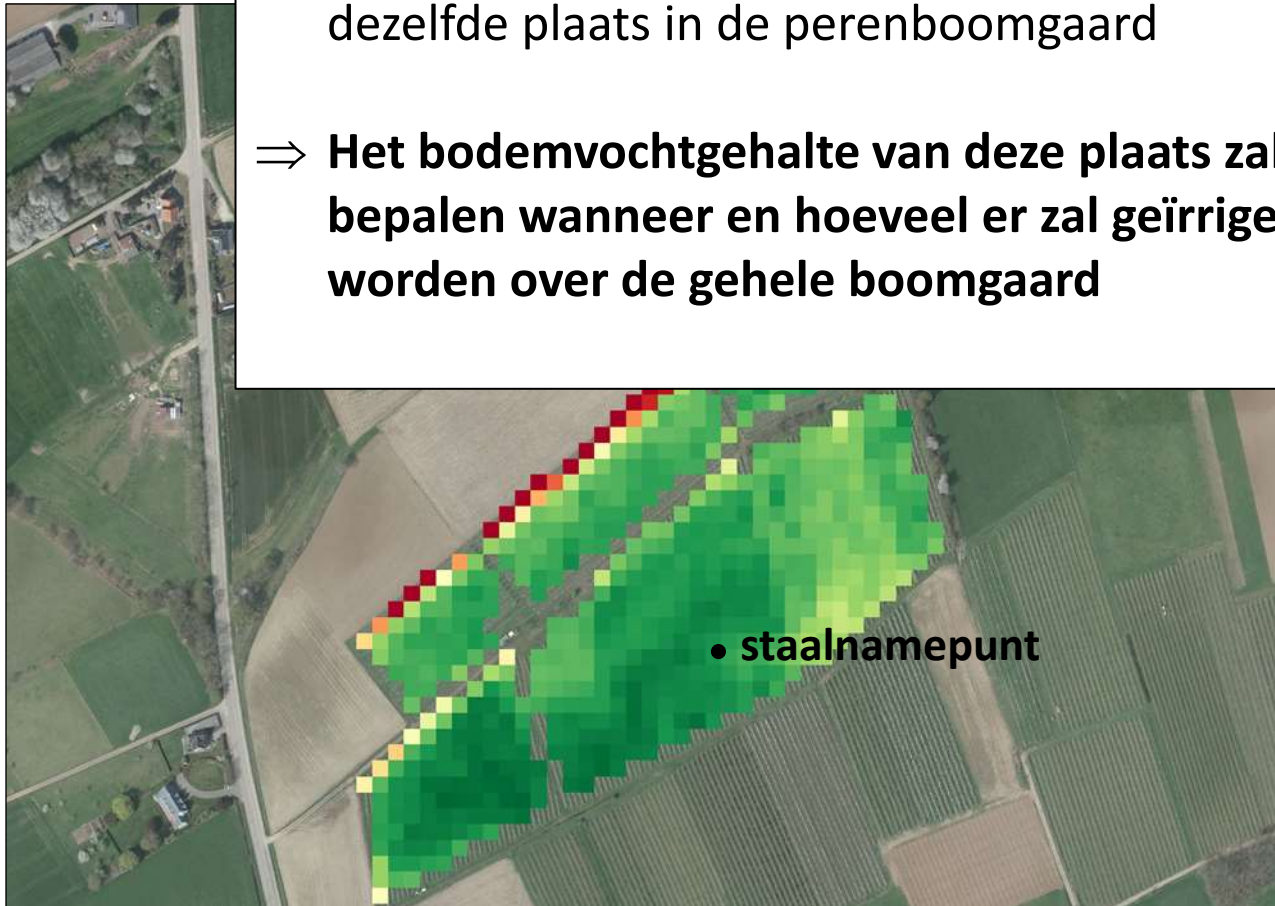 dezelfde plaats in de perenboomgaard
⇒ Het bodemvochtgehalte van deze plaats zal
bepalen wanneer en hoeveel er zal geïrrige
worden over de gehele boomgaard
• staalnamepunt